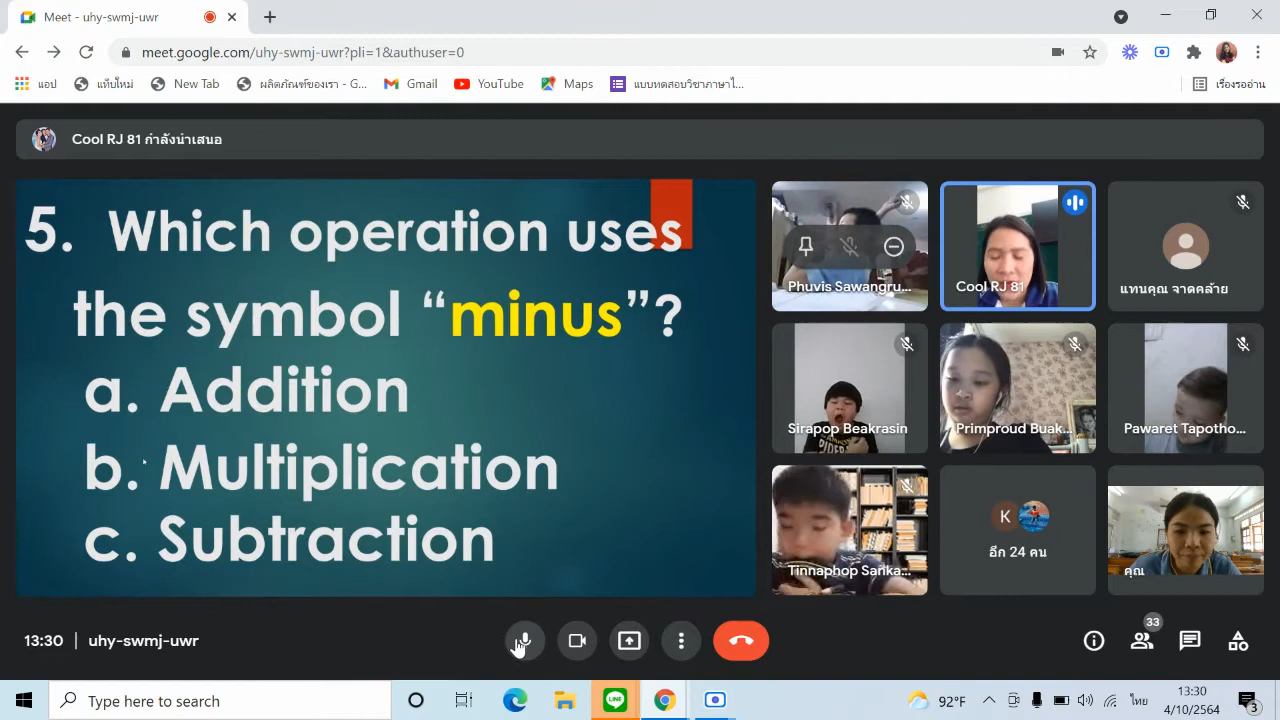 Meet - uhy-swmj-uwr
meet.google.com/uhy-swmj-uwr?pli=1&authuser=0
แอป
แท็บใหม่
New Tab
ผลิตภัณฑ์ของเรา - G...
Gmail
YouTube
Maps
แบบทดสอบวิชาภาษาไ...
เรื่องรออ่าน
Cool RJ 81 กำลังนำเสนอ
5. Which operation uses
the symbol “minus”?
a. Addition
b. Multiplication
c. Subtraction
Phuvis Sawangru...
Cool RJ 81
แทนคุณ จาดคล้าย
Sirapop Beakrasin
Primproud Buak...
Pawaret Tapotho...
Tinnaphop Sanka...
K
อีก 24 คน
คุณ
13:30 | uhy-swmj-uwr
33
Type here to search
LINE
92°F
ไทย
13:30
4/10/2564
3